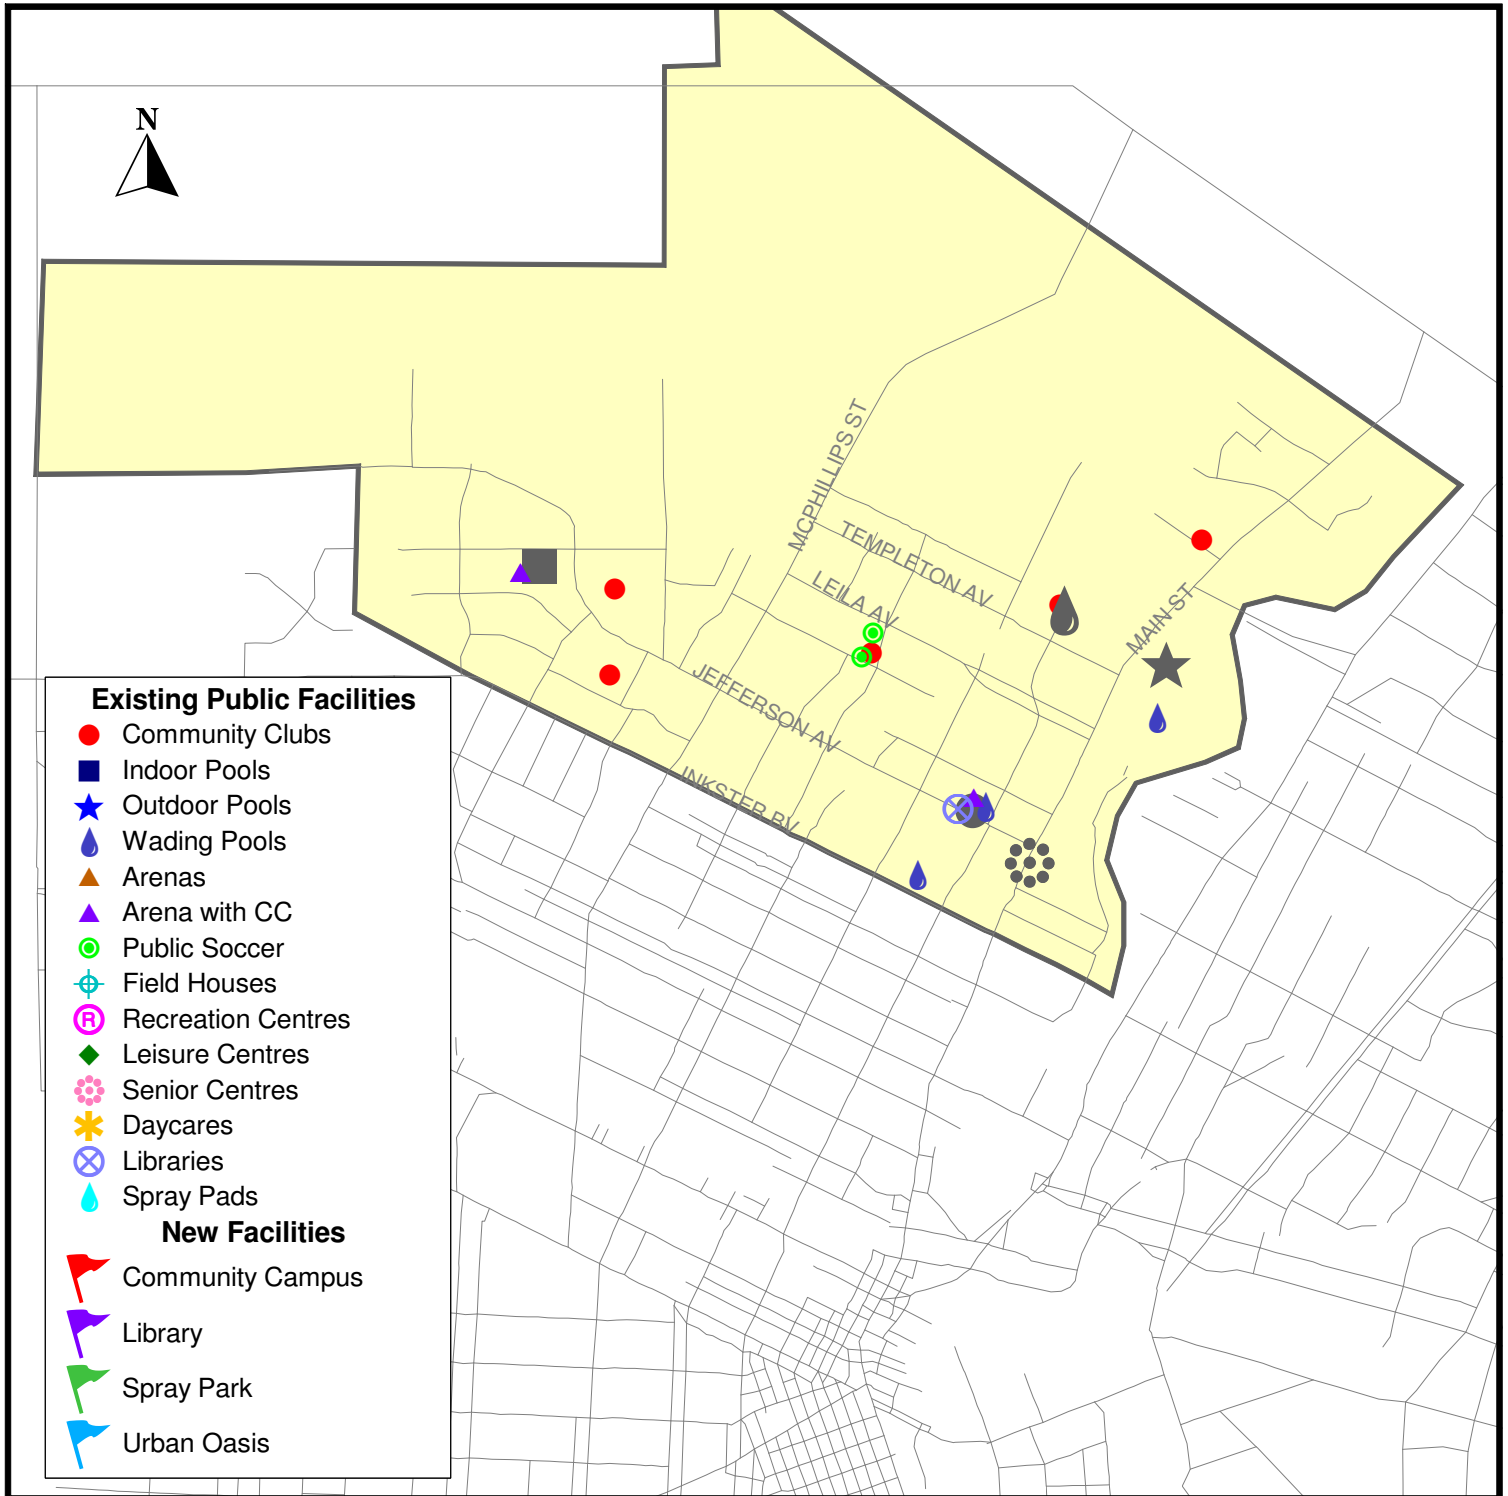 N
MCPHILLIPS ST
TEMPLETON AV
LEILA AV
MAIN ST
JEFFERSON AV
INKSTER BV
Existing Public Facilities
Community Clubs
Indoor Pools
Outdoor Pools
Wading Pools
Arenas
Arena with CC
Public Soccer
Field Houses
R
Recreation Centres
Leisure Centres
Senior Centres
Daycares
Libraries
Spray Pads
New Facilities
Community Campus
Library
Spray Park
Urban Oasis